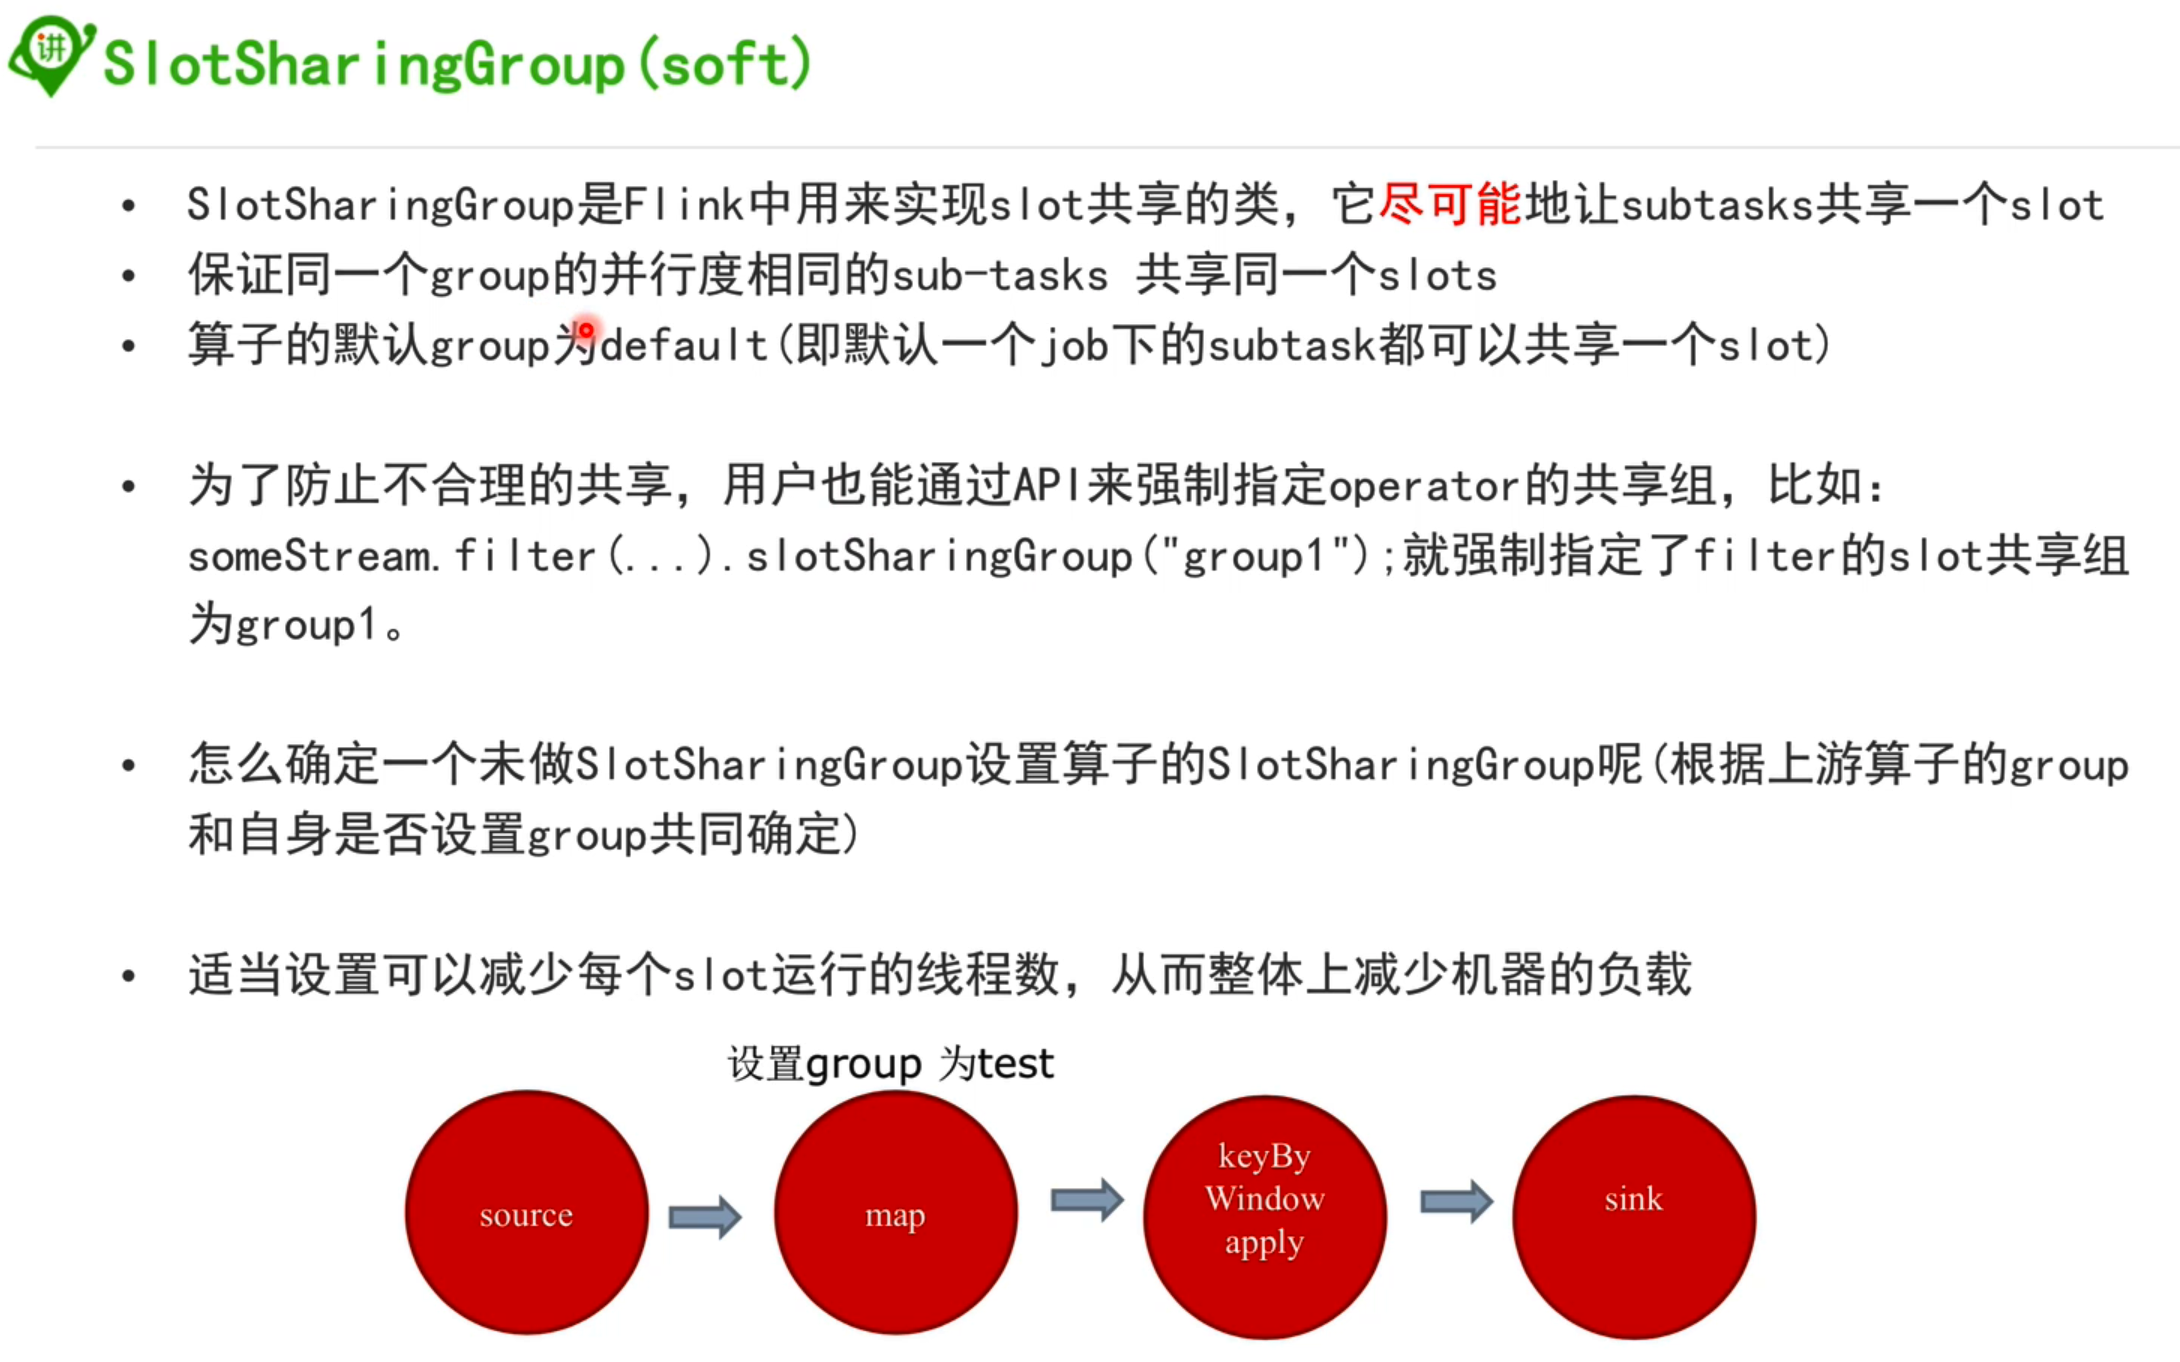 讲
SlotSharingGroup(soft)
• SlotSharingGroup是Flink中用来实现slot共享的类，它尽可能地让subtasks共享一个slot
• 保证同一个group的并行度相同的sub-tasks 共享同一个slots
• 算子的默认group为default(即默认一个job下的subtask都可以共享一个slot)
• 为了防止不合理的共享，用户也能通过API来强制指定operator的共享组，比如：
someStream.filter(...).slotSharingGroup("group1");就强制指定了filter的slot共享组
为group1。
• 怎么确定一个未做SlotSharingGroup设置算子的SlotSharingGroup呢(根据上游算子的group
和自身是否设置group共同确定)
• 适当设置可以减少每个slot运行的线程数，从而整体上减少机器的负载
设置group 为test
source
map
keyBy
Window
apply
sink